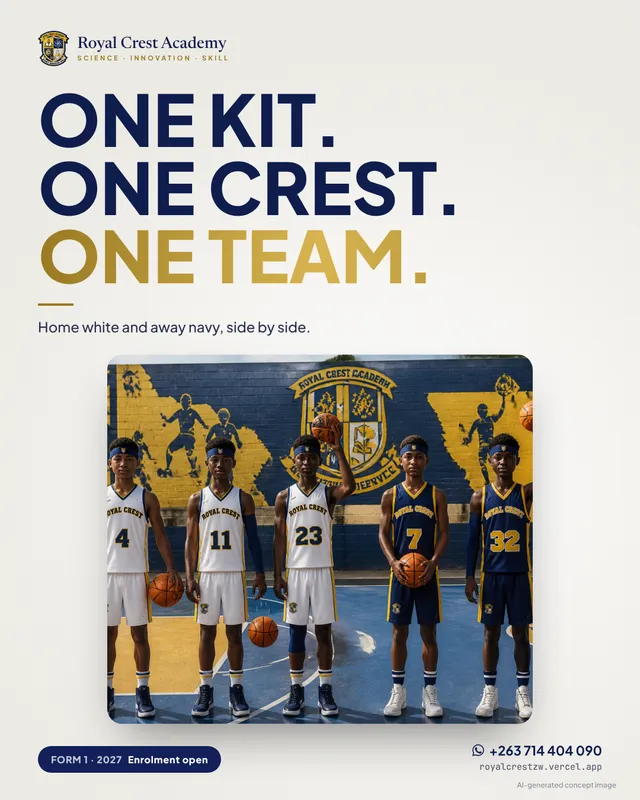 Royal Crest Academy
SCIENCE · INNOVATION · SKILL
ONE KIT.
ONE CREST.
ONE TEAM.
Home white and away navy, side by side.
ROYAL CREST
ROYAL CREST
ROYAL CREST
ROYAL CREST
ROYAL CREST
ROYAL CREST
4
11
23
7
32
FORM 1 · 2027 Enrolment open
+263 714 404 090
royalcrestzw.vercel.app
AI-generated concept image